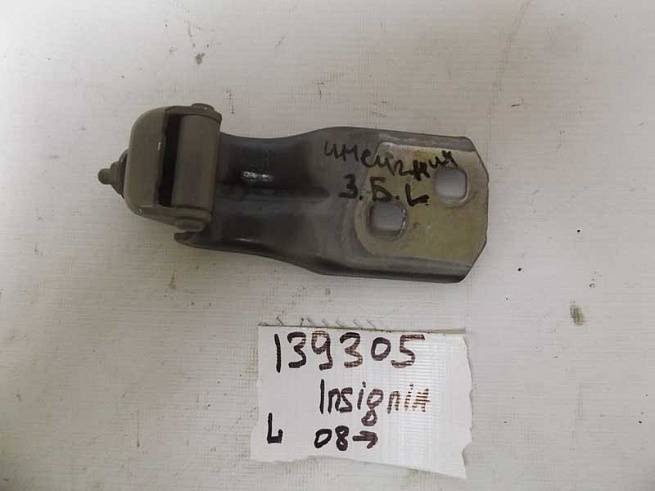 инсигния
З.Б.L
139305
Insignia
L 08→